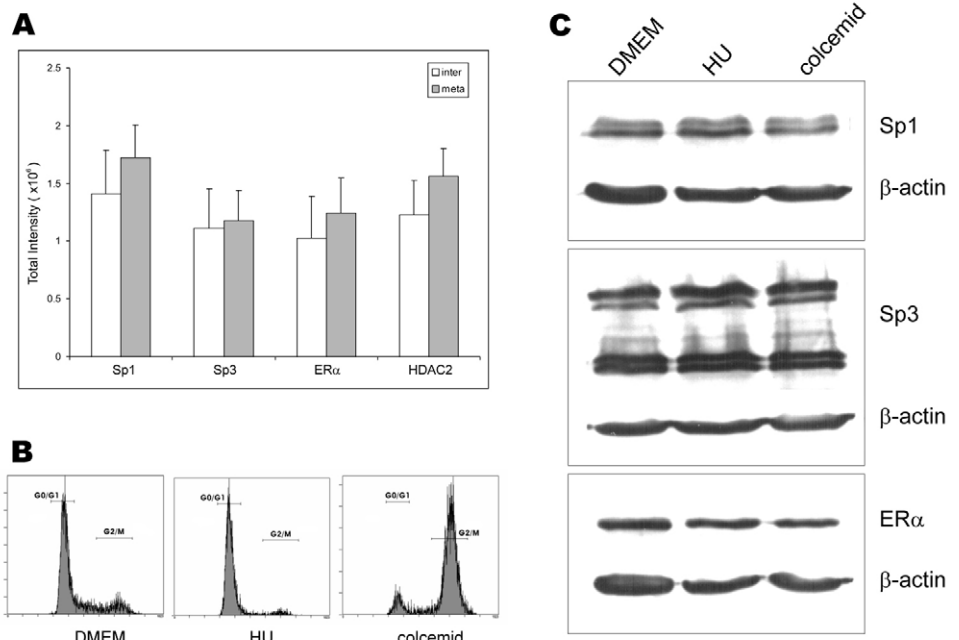 A
2.5
2
1.5
1
0.5
0
Total Intensity ( x10⁶)
inter
meta
Sp1 Sp3 ERα HDAC2
B
G0/G1
G2/M
DMEM
G0/G1
G2/M
HU
G0/G1
G2/M
colcemid
C
DMEM HU colcemid
Sp1
β-actin
Sp3
β-actin
ERα
β-actin